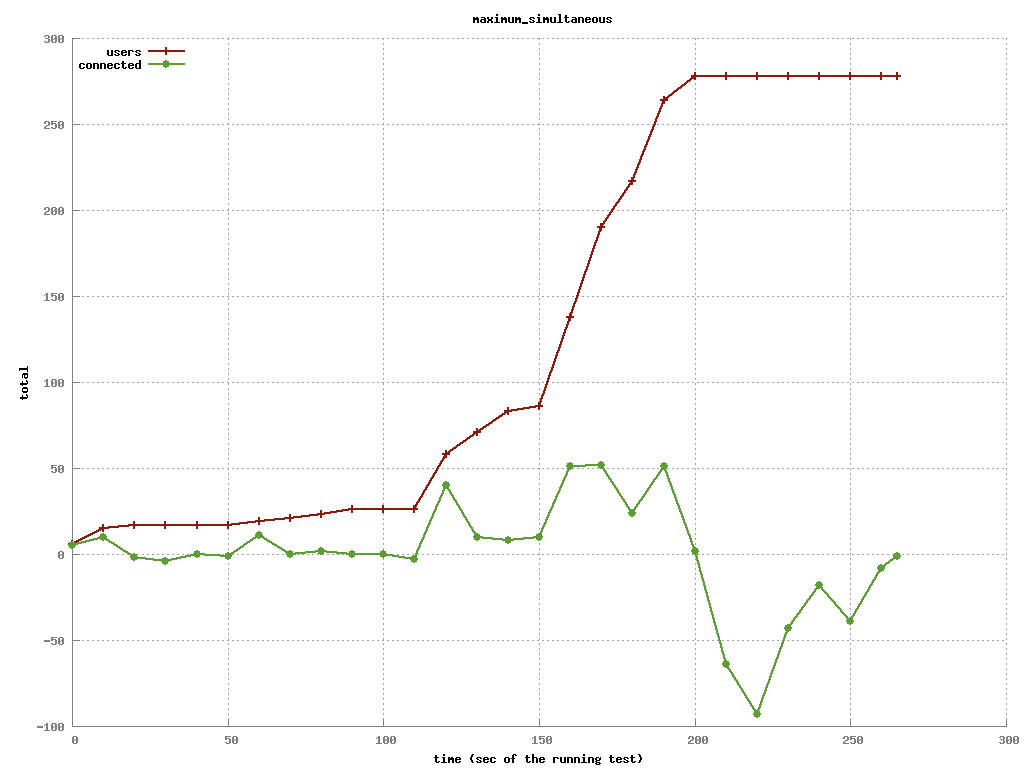 maximum_simultaneous
users
connected
300
250
200
150
100
50
0
-50
-100
total
0 50 100 150 200 250 300
time (sec of the running test)